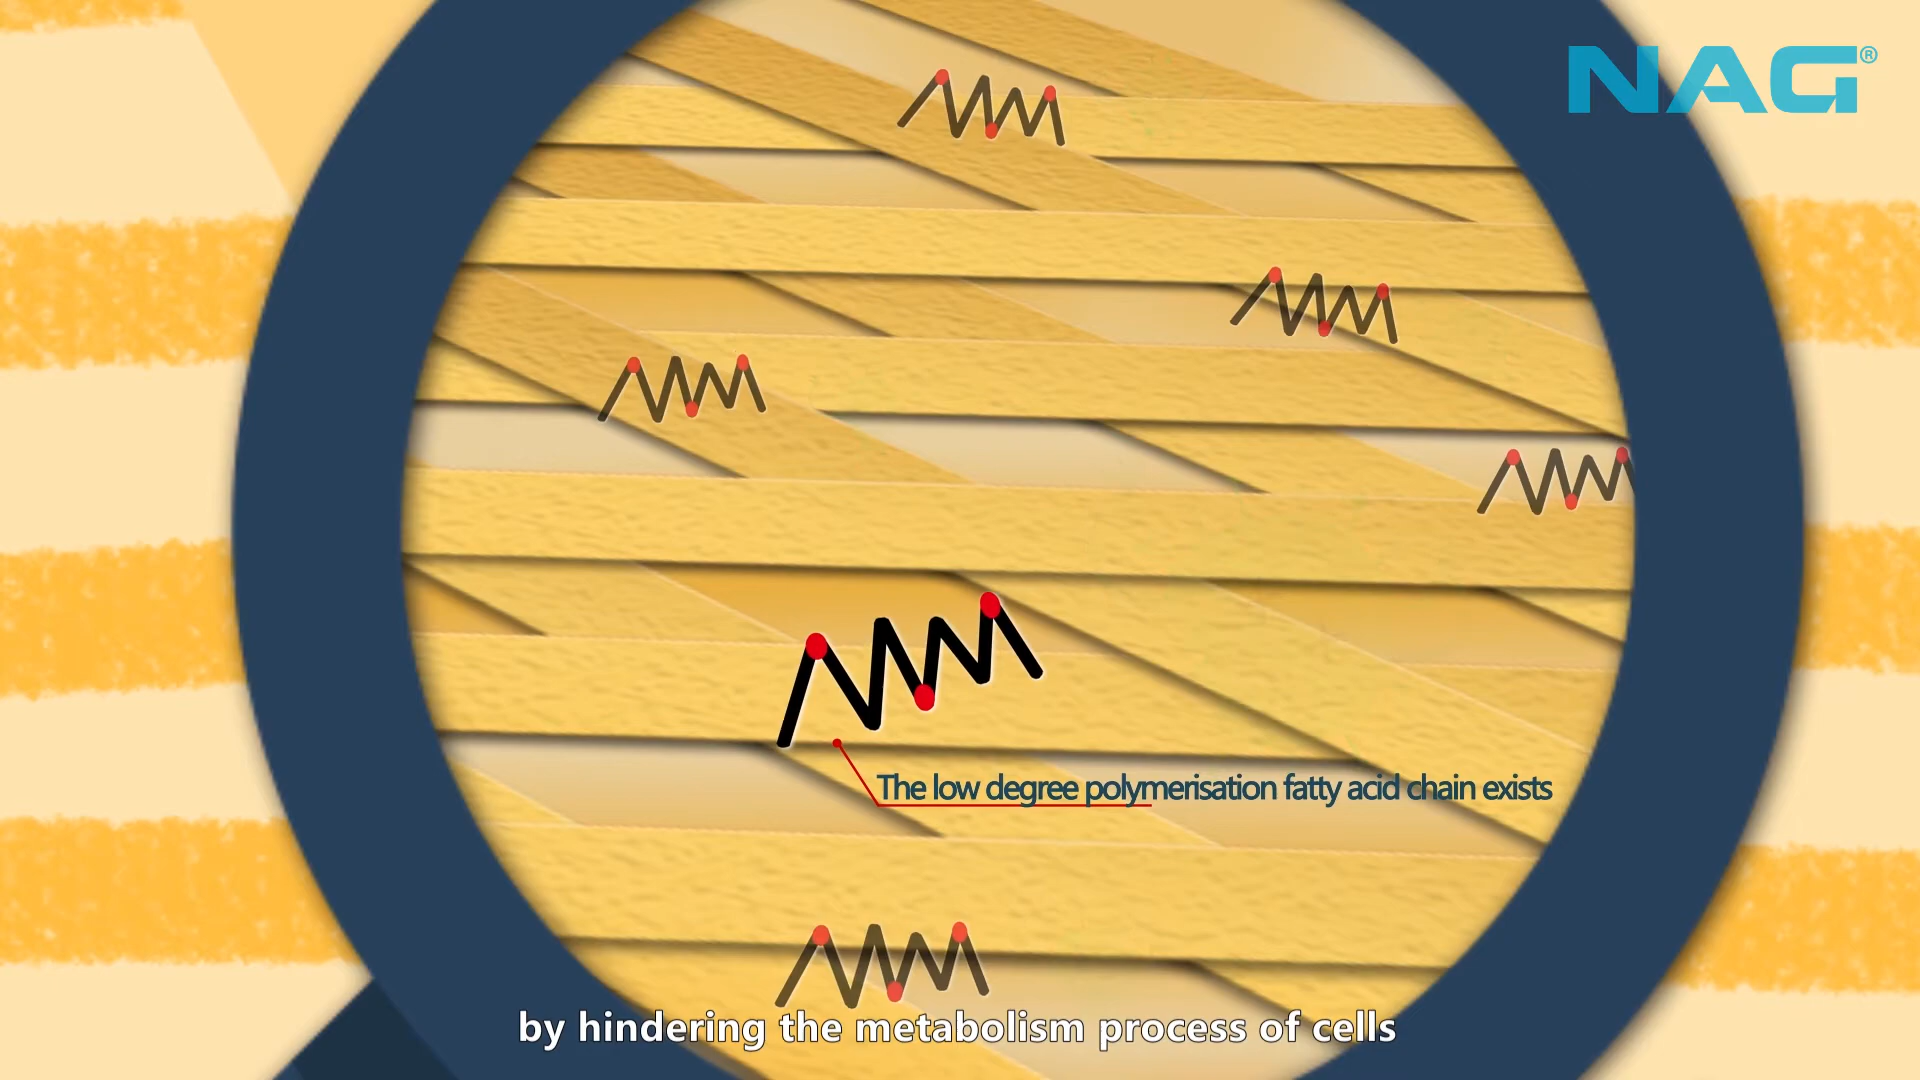 NAG®
The low degree polymerisation fatty acid chain exists
by hindering the metabolism process of cells